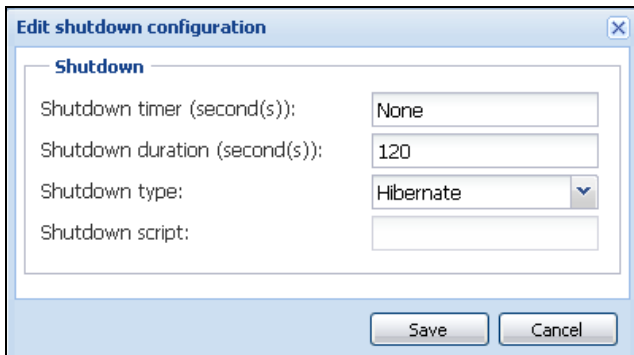 Edit shutdown configuration
Shutdown
Shutdown timer (second(s)): None
Shutdown duration (second(s)): 120
Shutdown type: Hibernate
Shutdown script:
Save Cancel